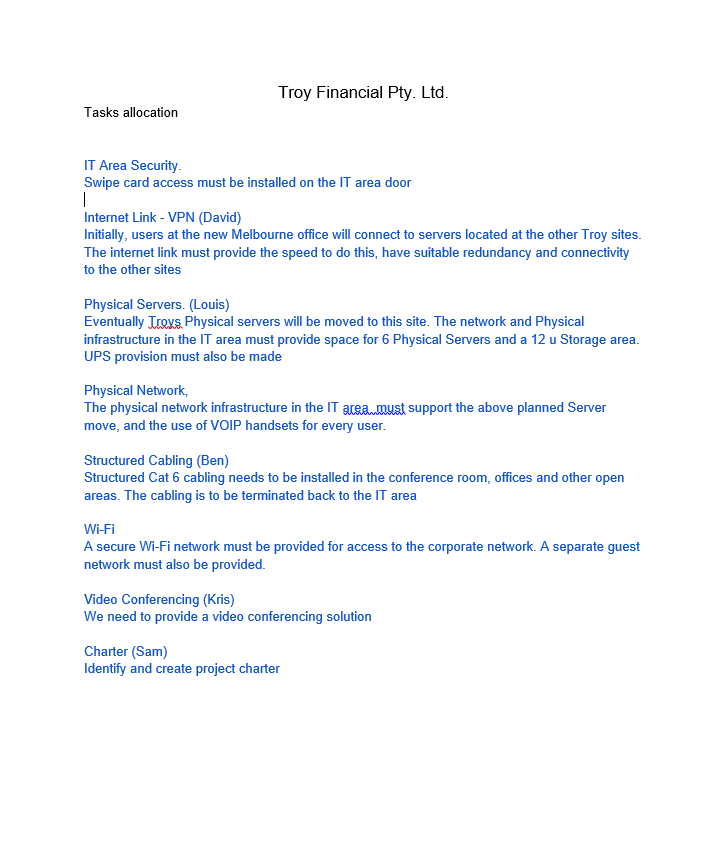 Troy Financial Pty. Ltd.
Tasks allocation
IT Area Security.
Swipe card access must be installed on the IT area door
Internet Link - VPN (David)
Initially, users at the new Melbourne office will connect to servers located at the other Troy sites.
The internet link must provide the speed to do this, have suitable redundancy and connectivity
to the other sites
Physical Servers. (Louis)
Eventually Troys Physical servers will be moved to this site. The network and Physical
infrastructure in the IT area must provide space for 6 Physical Servers and a 12 u Storage area.
UPS provision must also be made
Physical Network,
The physical network infrastructure in the IT area  must support the above planned Server
move, and the use of VOIP handsets for every user.
Structured Cabling (Ben)
Structured Cat 6 cabling needs to be installed in the conference room, offices and other open
areas. The cabling is to be terminated back to the IT area
Wi-Fi
A secure Wi-Fi network must be provided for access to the corporate network. A separate guest
network must also be provided.
Video Conferencing (Kris)
We need to provide a video conferencing solution
Charter (Sam)
Identify and create project charter